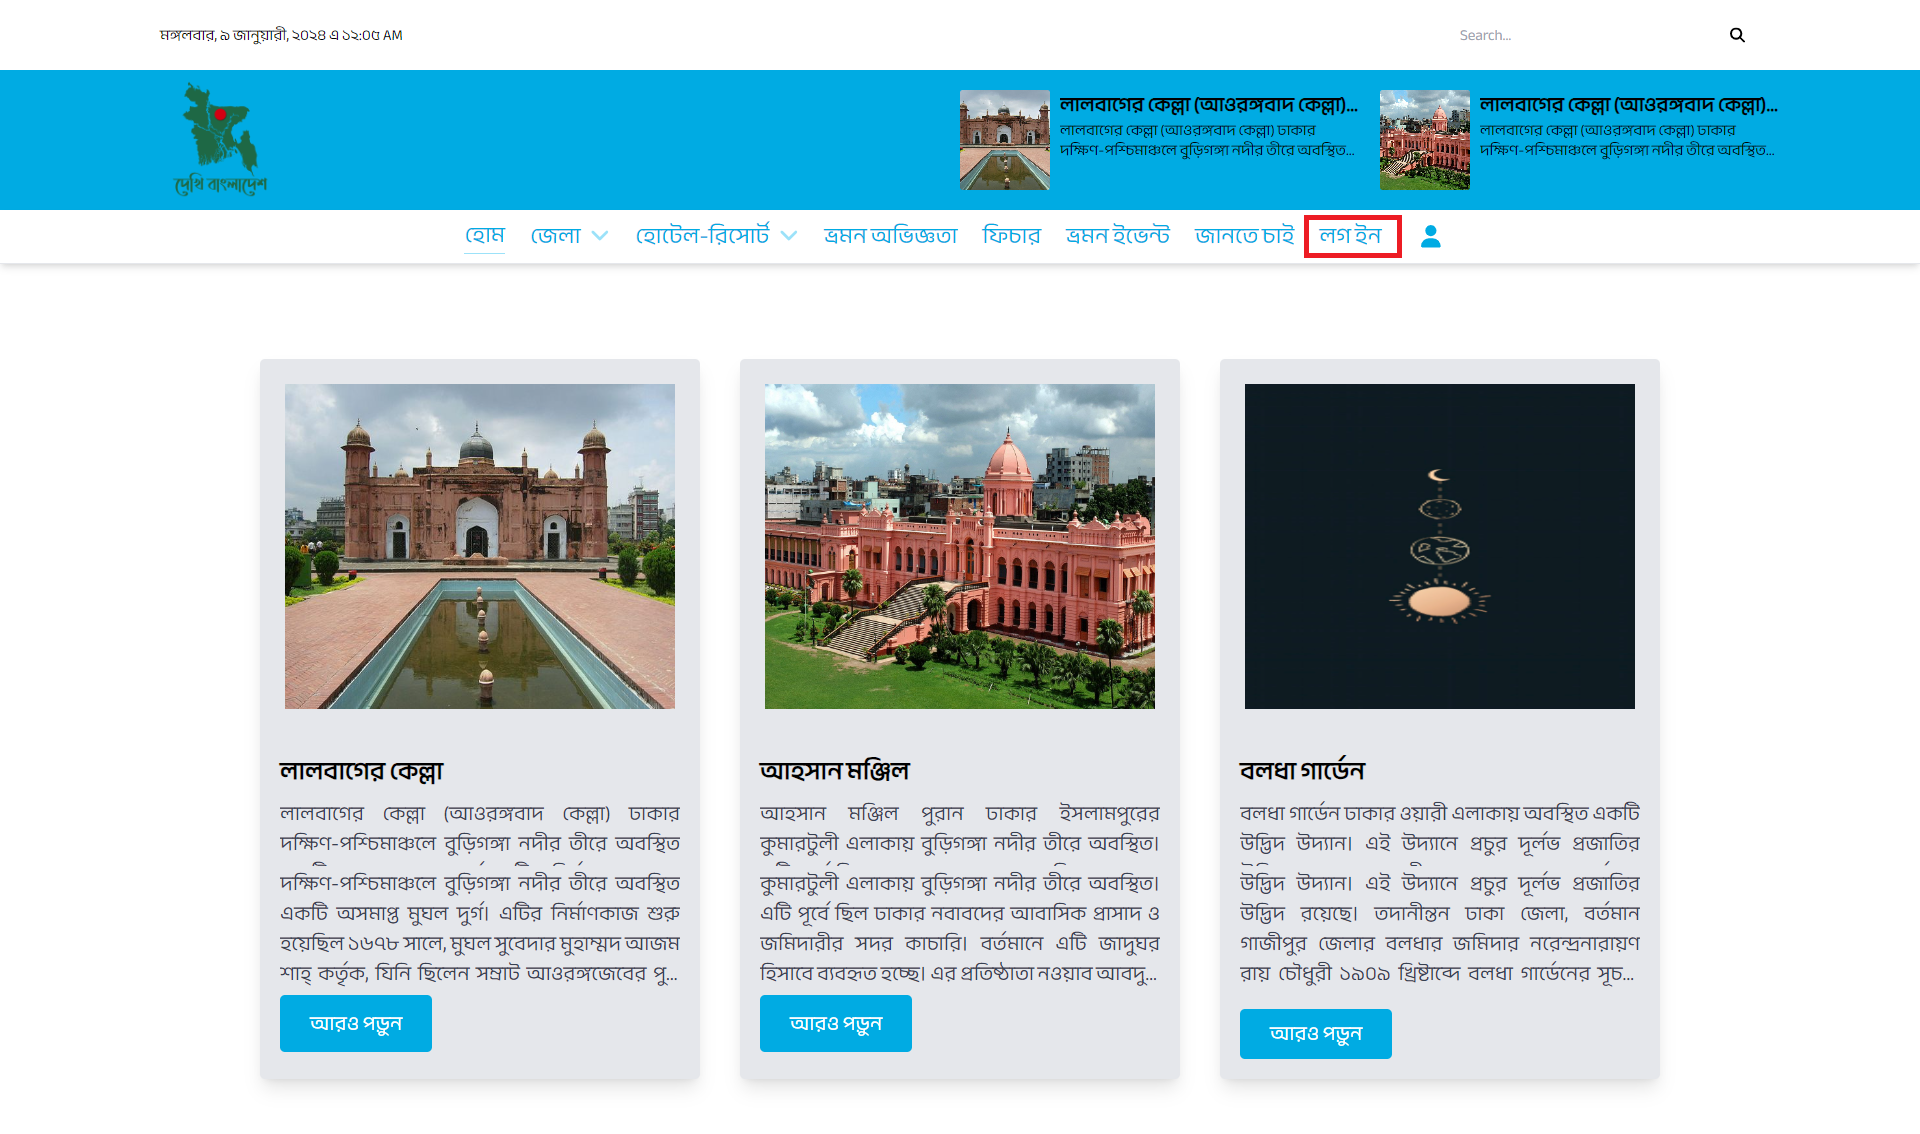 মঙ্গলবার, ৯ জানুয়ারী, ২০২৪ এ ১২:০৫ AM
Search...
দেখি বাংলাদেশ
লালবাগের কেল্লা (আওরঙ্গবাদ কেল্লা)...
লালবাগের কেল্লা (আওরঙ্গবাদ কেল্লা) ঢাকার
দক্ষিণ-পশ্চিমাঞ্চলে বুড়িগঙ্গা নদীর তীরে অবস্থিত...
লালবাগের কেল্লা (আওরঙ্গবাদ কেল্লা)...
লালবাগের কেল্লা (আওরঙ্গবাদ কেল্লা) ঢাকার
দক্ষিণ-পশ্চিমাঞ্চলে বুড়িগঙ্গা নদীর তীরে অবস্থিত...
হোম জেলা হোটেল-রিসোর্ট ভ্রমন অভিজ্ঞতা ফিচার ভ্রমন ইভেন্ট জানতে চাই লগ ইন
লালবাগের কেল্লা
লালবাগের কেল্লা (আওরঙ্গবাদ কেল্লা) ঢাকার
দক্ষিণ-পশ্চিমাঞ্চলে বুড়িগঙ্গা নদীর তীরে অবস্থিত
দক্ষিণ-পশ্চিমাঞ্চলে বুড়িগঙ্গা নদীর তীরে অবস্থিত
একটি অসমাপ্ত মুঘল দুর্গ। এটির নির্মাণকাজ শুরু
হয়েছিল ১৬৭৮ সালে, মুঘল সুবেদার মুহাম্মদ আজম
শাহ্ কর্তৃক, যিনি ছিলেন সম্রাট আওরঙ্গজেবের পু...
আরও পড়ুন
আহসান মঞ্জিল
আহসান মঞ্জিল পুরান ঢাকার ইসলামপুরের
কুমারটুলী এলাকায় বুড়িগঙ্গা নদীর তীরে অবস্থিত।
কুমারটুলী এলাকায় বুড়িগঙ্গা নদীর তীরে অবস্থিত।
এটি পূর্বে ছিল ঢাকার নবাবদের আবাসিক প্রাসাদ ও
জমিদারীর সদর কাচারি। বর্তমানে এটি জাদুঘর
হিসাবে ব্যবহৃত হচ্ছে। এর প্রতিষ্ঠাতা নওয়াব আবদু...
আরও পড়ুন
বলধা গার্ডেন
বলধা গার্ডেন ঢাকার ওয়ারী এলাকায় অবস্থিত একটি
উদ্ভিদ উদ্যান। এই উদ্যানে প্রচুর দূর্লভ প্রজাতির
উদ্ভিদ উদ্যান। এই উদ্যানে প্রচুর দূর্লভ প্রজাতির
উদ্ভিদ রয়েছে। তদানীন্তন ঢাকা জেলা, বর্তমান
গাজীপুর জেলার বলধার জমিদার নরেন্দ্রনারায়ণ
রায় চৌধুরী ১৯০৯ খ্রিষ্টাব্দে বলধা গার্ডেনের সূচ...
আরও পড়ুন